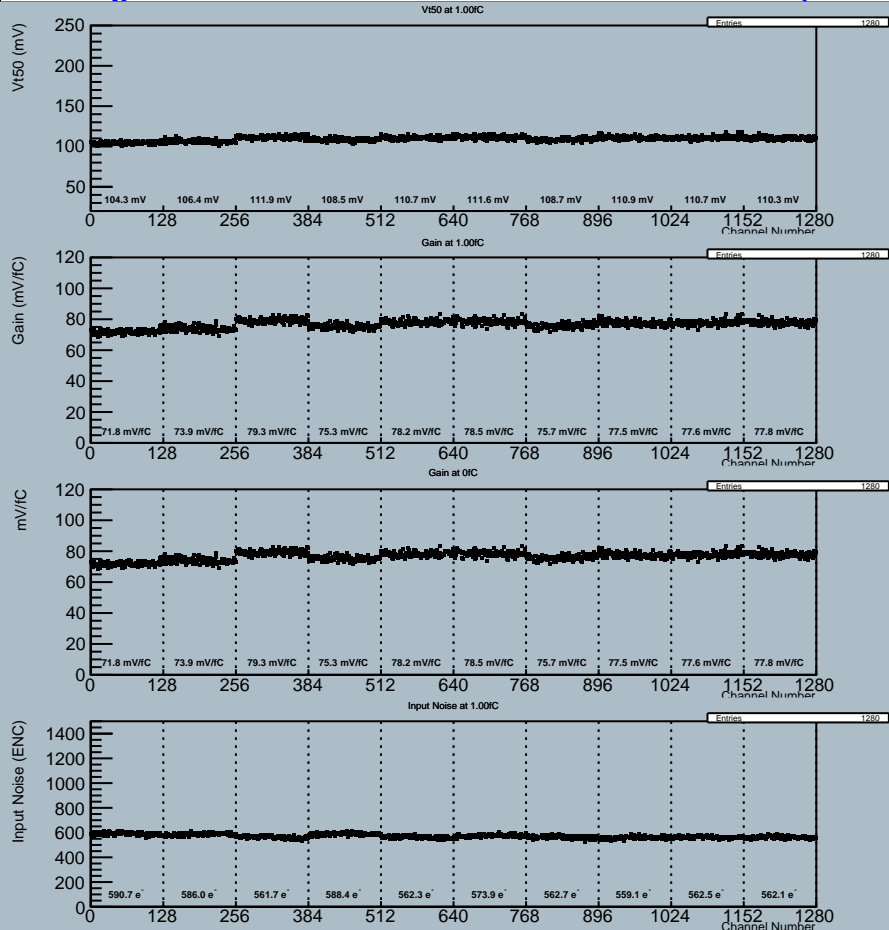 Vt50 at 1.00fC
Entries 1280
Vt50 (mV)
250
200
150
100
50
104.3 mV 106.4 mV 111.9 mV 108.5 mV 110.7 mV 111.6 mV 108.7 mV 110.9 mV 110.7 mV 110.3 mV
0 128 256 384 512 640 768 896 1024 1152 1280
Channel Number
Gain at 1.00fC
Entries 1280
Gain (mV/fC)
120
100
80
60
40
20
0
71.8 mV/fC 73.9 mV/fC 79.3 mV/fC 75.3 mV/fC 78.2 mV/fC 78.5 mV/fC 75.7 mV/fC 77.5 mV/fC 77.6 mV/fC 77.8 mV/fC
0 128 256 384 512 640 768 896 1024 1152 1280
Channel Number
Gain at 0fC
Entries 1280
mV/fC
120
100
80
60
40
20
0
71.8 mV/fC 73.9 mV/fC 79.3 mV/fC 75.3 mV/fC 78.2 mV/fC 78.5 mV/fC 75.7 mV/fC 77.5 mV/fC 77.6 mV/fC 77.8 mV/fC
0 128 256 384 512 640 768 896 1024 1152 1280
Channel Number
Input Noise at 1.00fC
Entries 1280
Input Noise (ENC)
1400
1200
1000
800
600
400
200
0
590.7 e⁻ 586.0 e⁻ 561.7 e⁻ 588.4 e⁻ 562.3 e⁻ 573.9 e⁻ 562.7 e⁻ 559.1 e⁻ 562.5 e⁻ 562.1 e⁻
0 128 256 384 512 640 768 896 1024 1152 1280
Channel Number